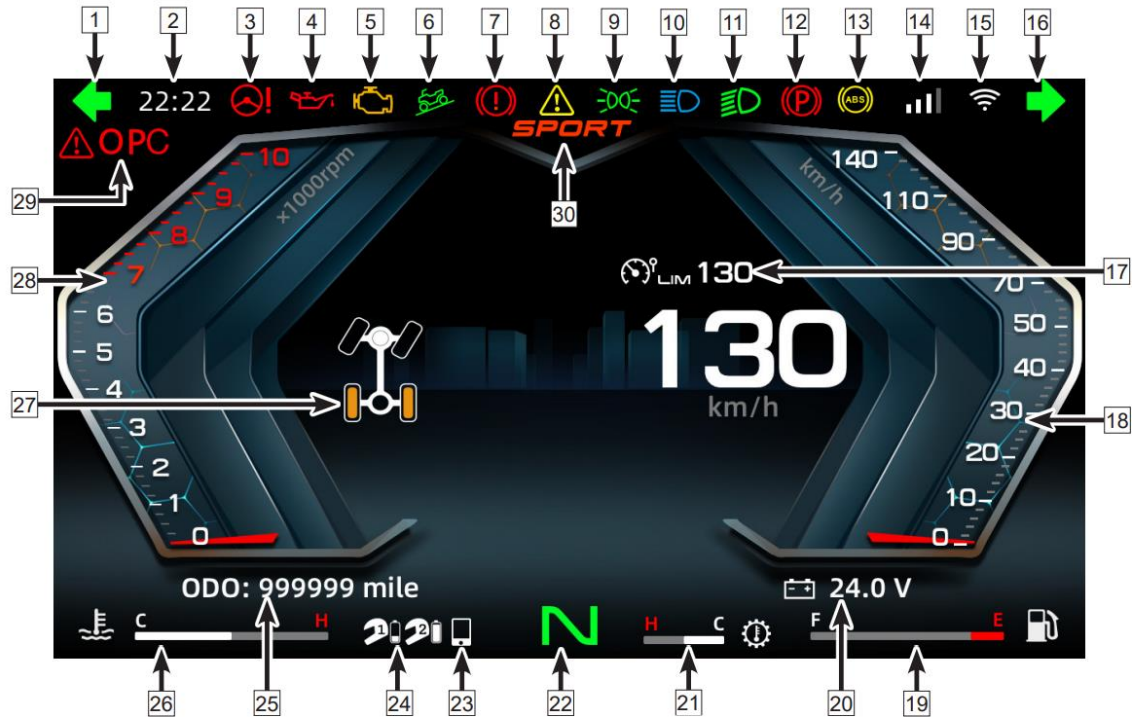 1 2 3 4 5 6 7 8 9 10 11 12 13 14 15 16
22:22 P ABS
SPORT
OPC
29
30
10
9
8
7
6
5
4
3
2
1
0
x1000rpm
28
27
km/h
140
110
90
70
50
40
30
20
10
0
17
18
LIM 130
130
km/h
ODO: 999999 mile
24.0 V
C H
1 2
N
H C
F E
26 25 24 23 22 21 20 19